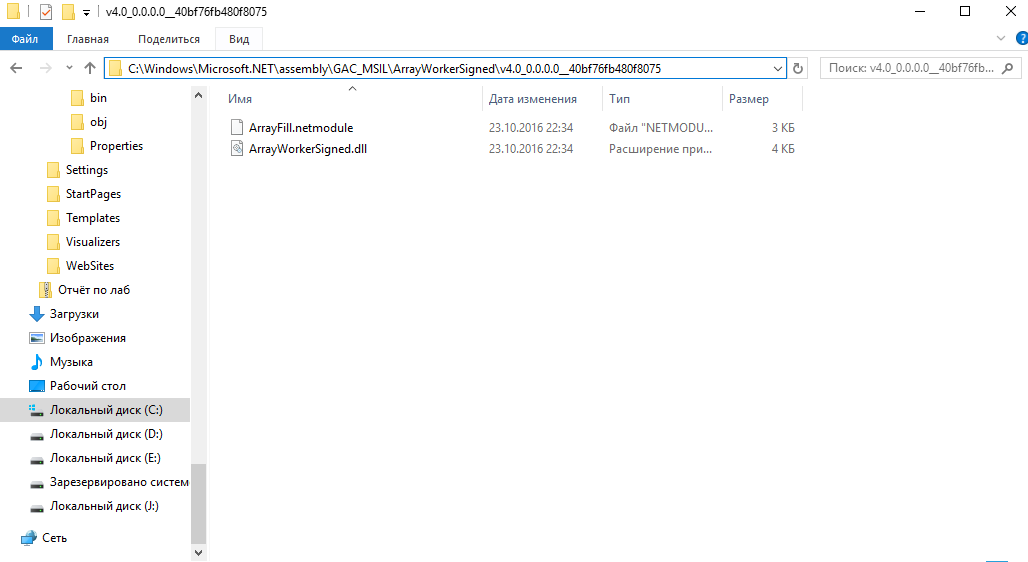 v4.0_0.0.0.0__40bf76fb480f8075
Файл Главная Поделиться Вид
C:\Windows\Microsoft.NET\assembly\GAC_MSIL\ArrayWorkerSigned\v4.0_0.0.0.0__40bf76fb480f8075
Поиск: v4.0_0.0.0.0__40bf76fb...
bin
obj
Properties
Settings
StartPages
Templates
Visualizers
WebSites
Отчёт по лаб
Загрузки
Изображения
Музыка
Рабочий стол
Локальный диск (C:)
Локальный диск (D:)
Локальный диск (E:)
Зарезервировано систем
Локальный диск (J:)
Сеть
Имя Дата изменения Тип Размер
ArrayFill.netmodule 23.10.2016 22:34 Файл "NETMODU... 3 КБ
ArrayWorkerSigned.dll 23.10.2016 22:34 Расширение при... 4 КБ